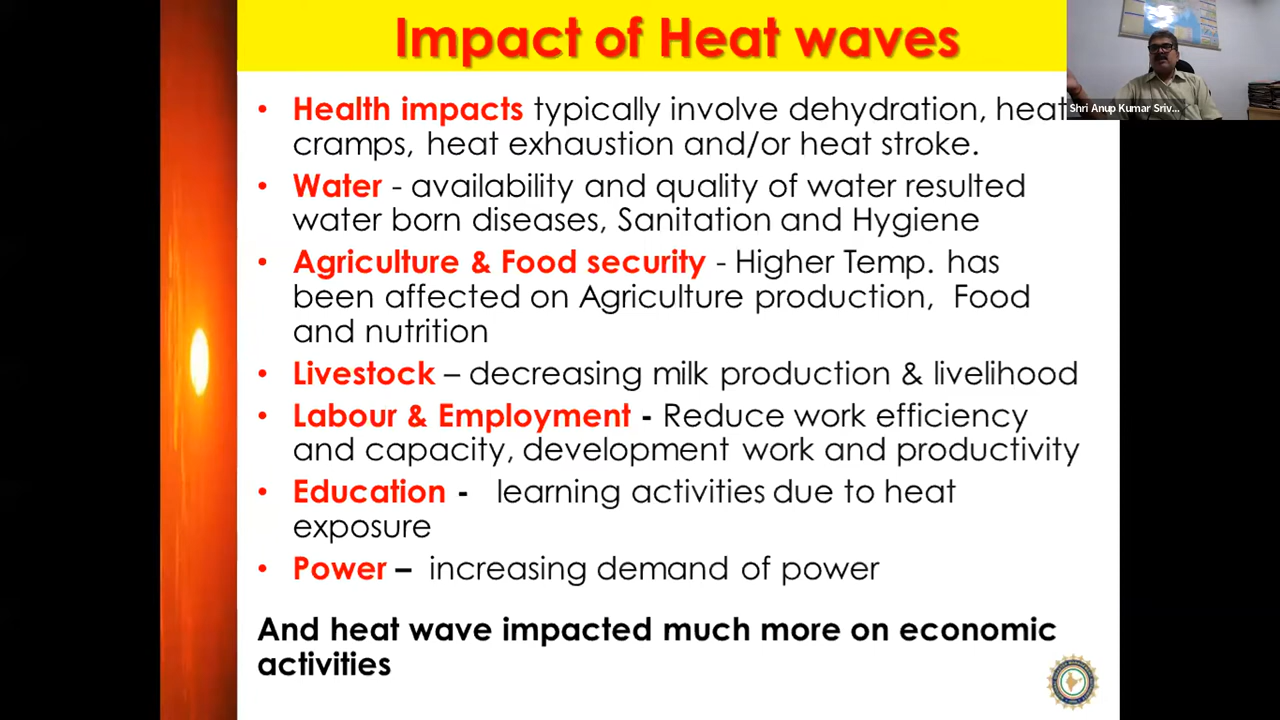 Impact of Heat waves
Shri Anup Kumar Sriv...
• Health impacts typically involve dehydration, heat
cramps, heat exhaustion and/or heat stroke.
• Water - availability and quality of water resulted
water born diseases, Sanitation and Hygiene
• Agriculture & Food security - Higher Temp. has
been affected on Agriculture production, Food
and nutrition
• Livestock – decreasing milk production & livelihood
• Labour & Employment - Reduce work efficiency
and capacity, development work and productivity
• Education - learning activities due to heat
exposure
• Power – increasing demand of power
And heat wave impacted much more on economic
activities